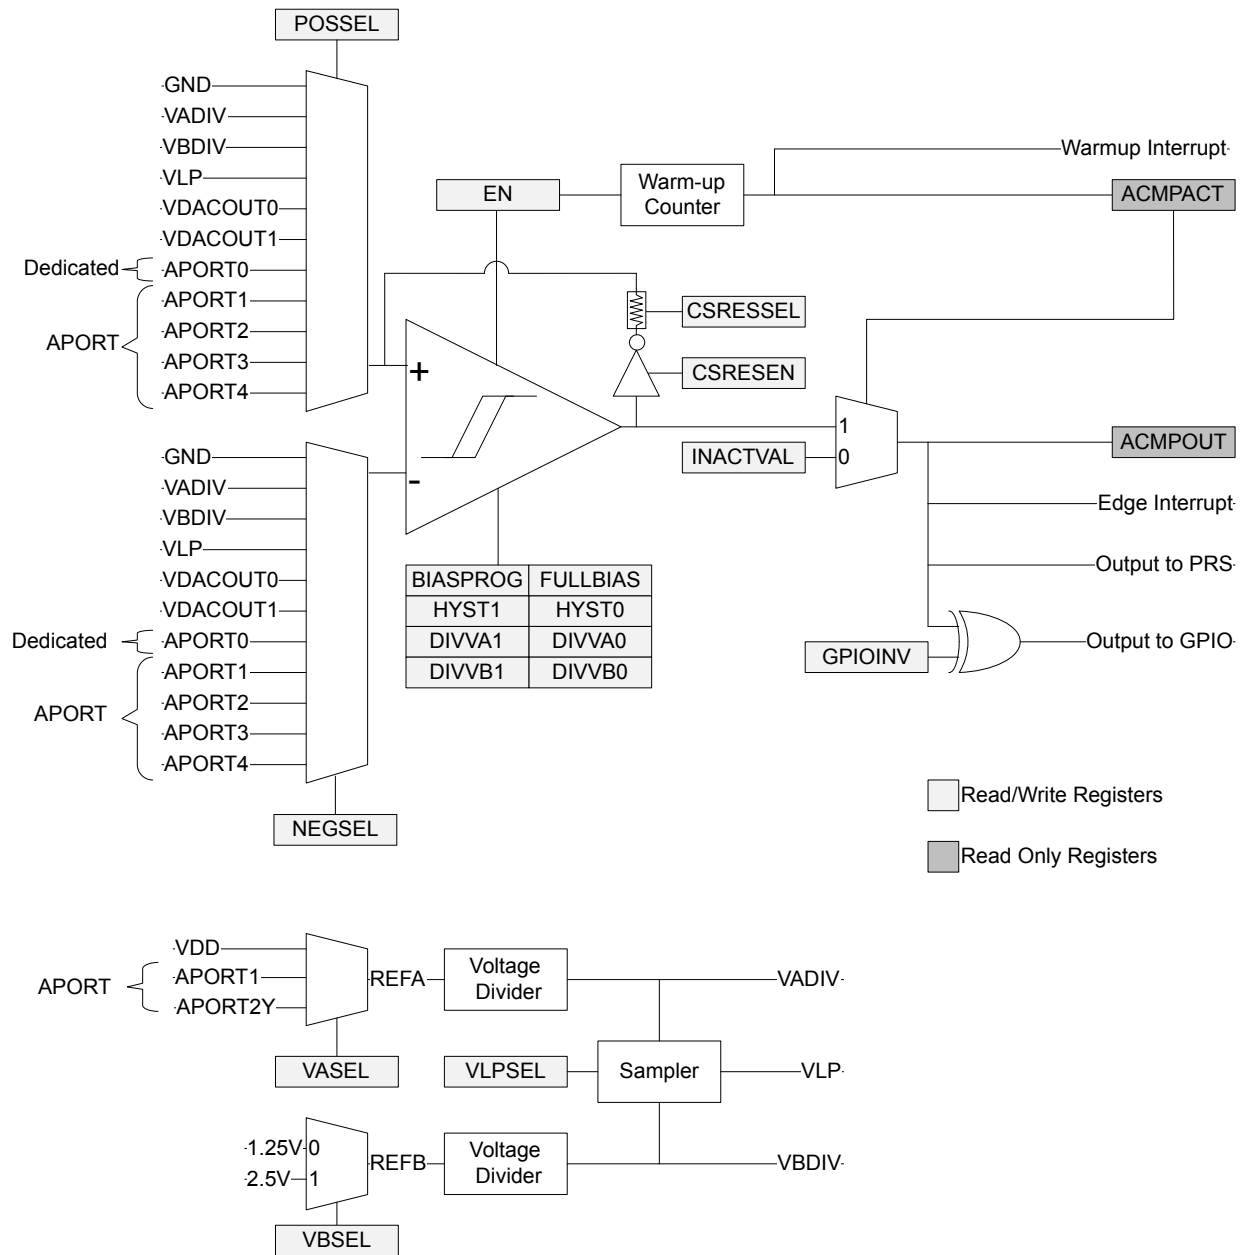 POSSEL
GND
VADIV
VBDIV
VLP
VDACOUT0
VDACOUT1
Dedicated
APORT0
APORT1
APORT2
APORT
APORT3
APORT4
EN
Warm-up
Counter
Warmup Interrupt
ACMPACT
CSRESSEL
CSRESEN
+
-
INACTVAL
1
0
ACMPOUT
Edge Interrupt
Output to PRS
Output to GPIO
GPIOINV
BIASPROG FULLBIAS
HYST1 HYST0
DIVVA1 DIVVA0
DIVVB1 DIVVB0
GND
VADIV
VBDIV
VLP
VDACOUT0
VDACOUT1
Dedicated
APORT0
APORT1
APORT2
APORT
APORT3
APORT4
NEGSEL
Read/Write Registers
Read Only Registers
VDD
APORT
APORT1
APORT2Y
REFA
Voltage
Divider
VADIV
VASEL
VLPSEL
Sampler
VLP
1.25V 0
2.5V 1
REFB
Voltage
Divider
VBDIV
VBSEL